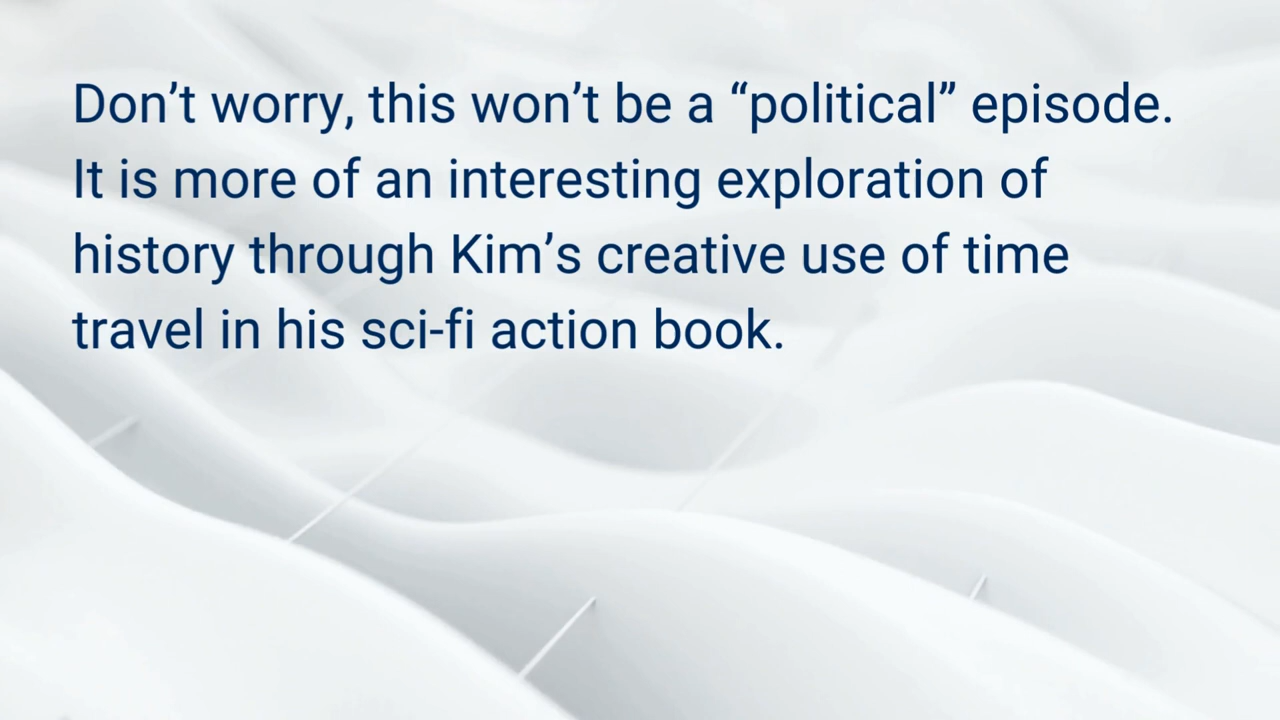 Don’t worry, this won’t be a “political” episode.
It is more of an interesting exploration of
history through Kim’s creative use of time
travel in his sci-fi action book.